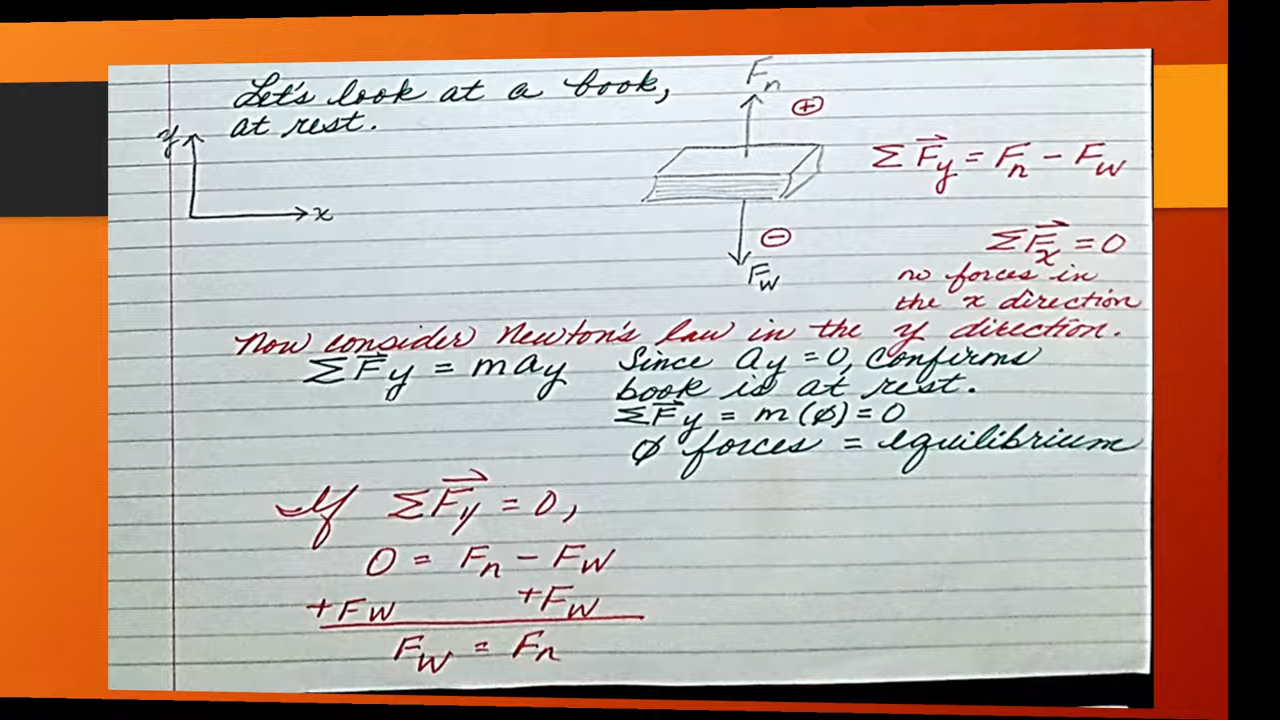 Let's look at a book,
at rest.
y
x
Fn
+
−
Fw
ΣF⃗y = Fn − Fw
ΣF⃗x = 0
no forces in
the x direction
Now consider Newton's law in the y direction.
ΣF⃗y = may
Since ay = 0, confirms
book is at rest.
ΣF⃗y = m(∅) = 0
∅ forces = equilibrium
If ΣF⃗y = 0,
0 = Fn − Fw
+Fw +Fw
Fw = Fn